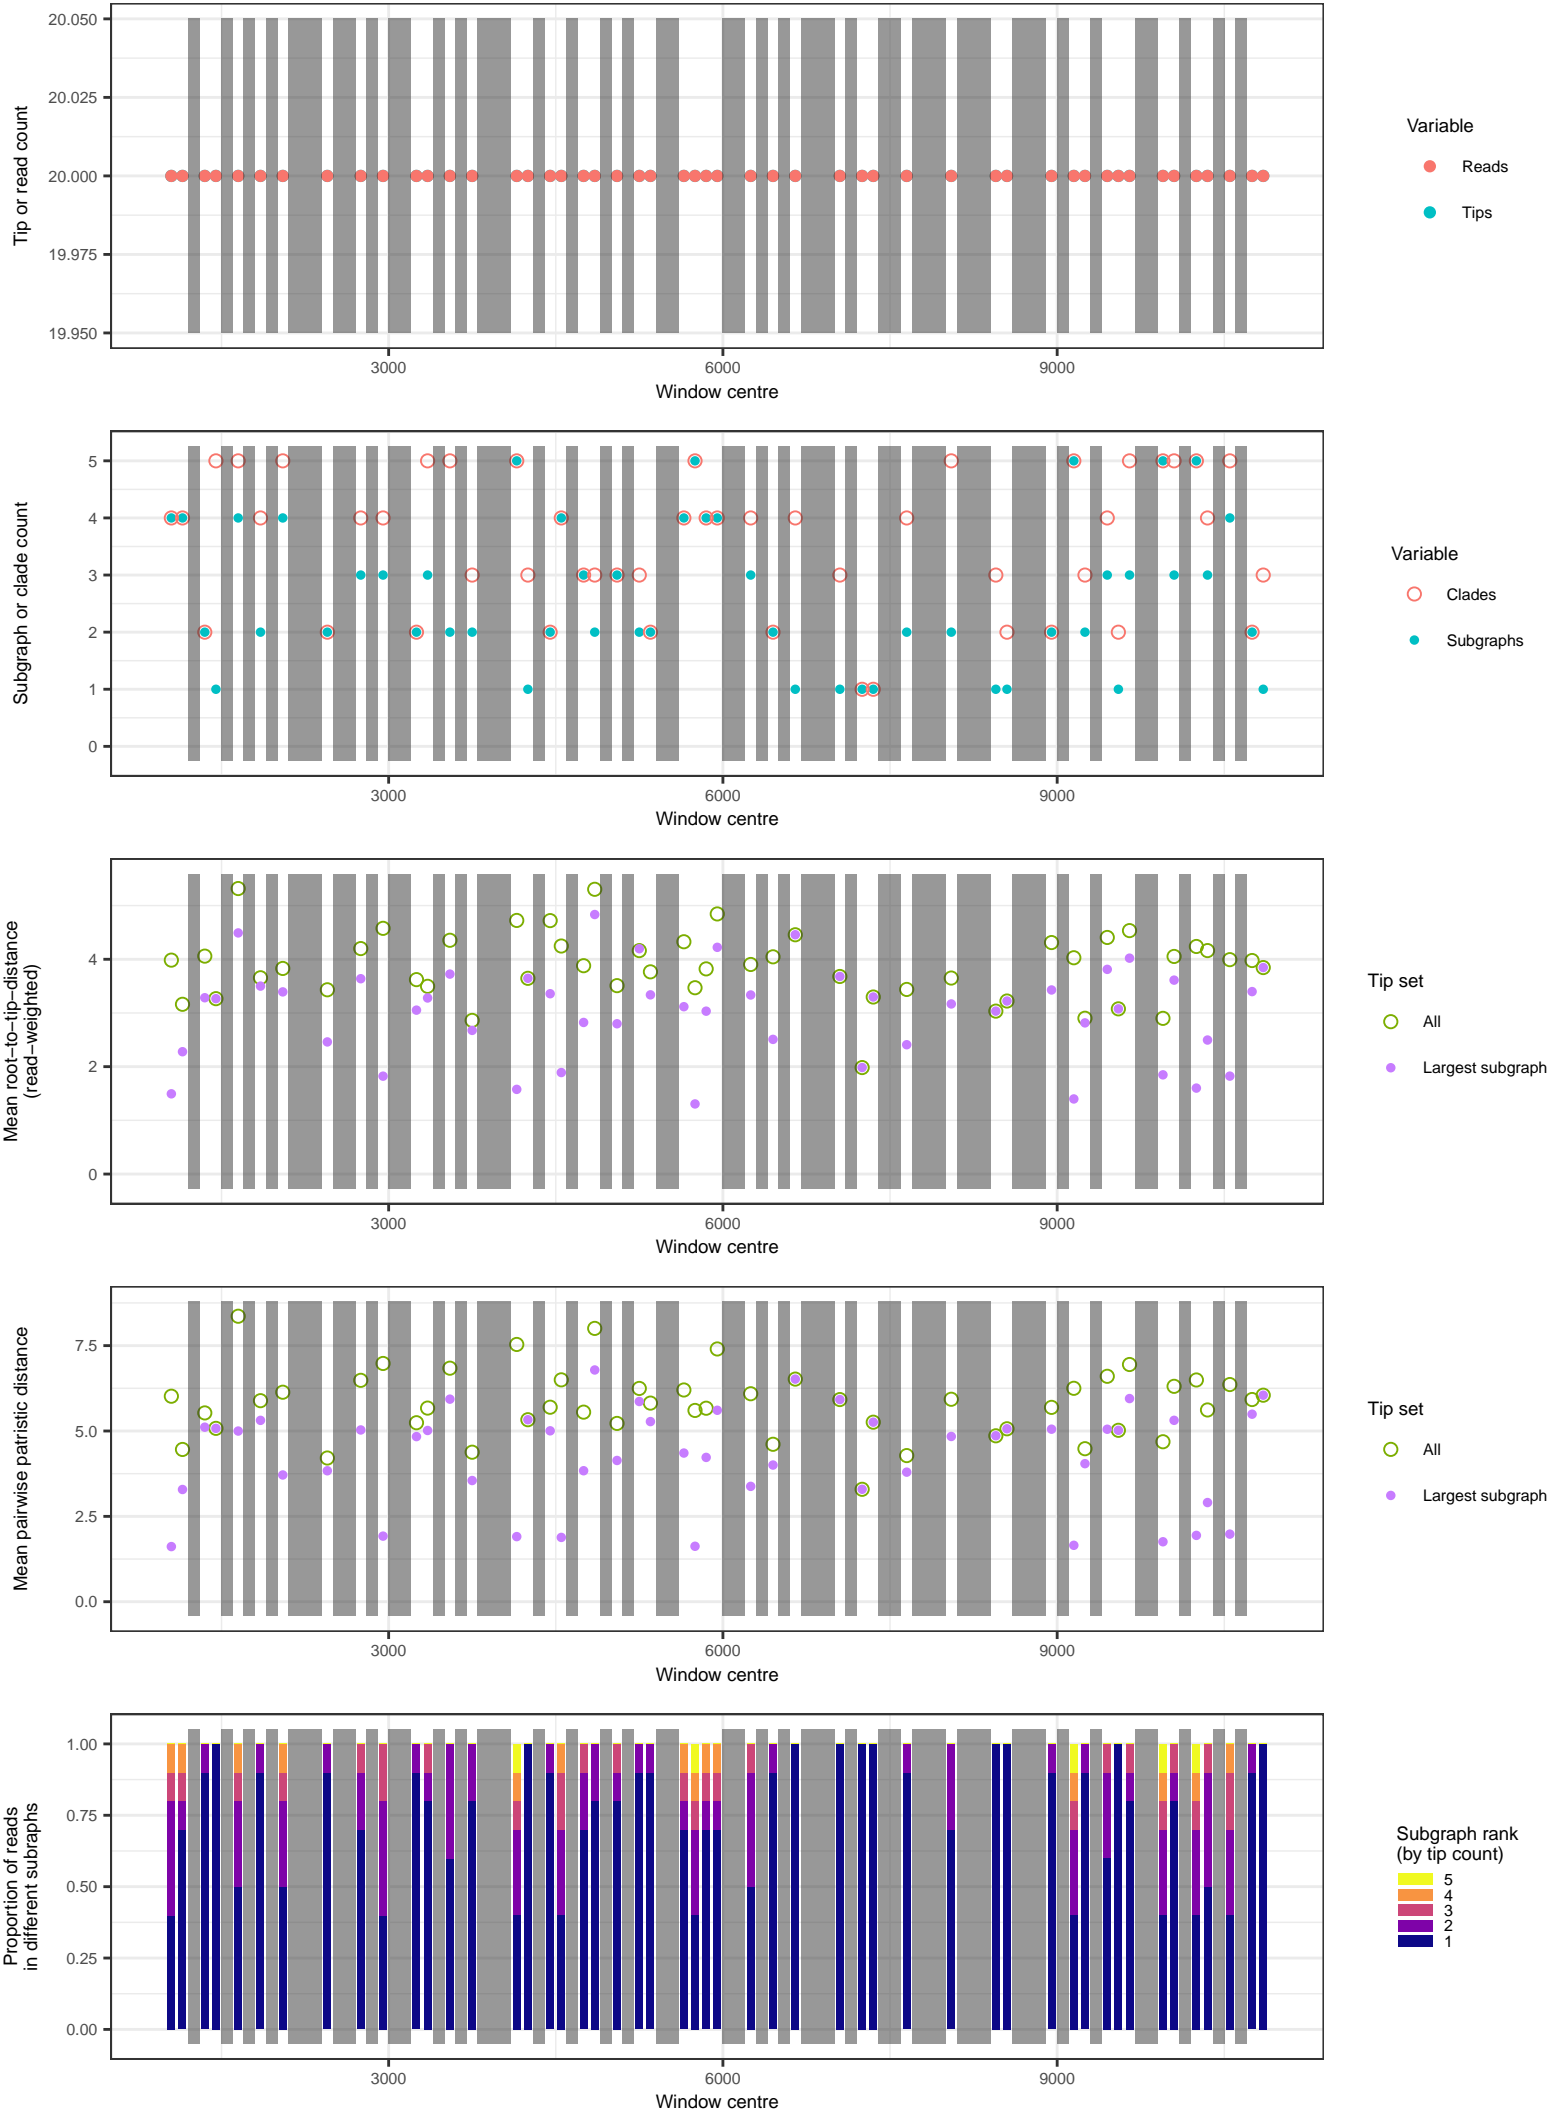 20.050
20.025
20.000
19.975
19.950
Tip or read count
3000
6000
9000
Window centre
Variable
Reads
Tips
5
4
3
2
1
0
Subgraph or clade count
3000
6000
9000
Window centre
Variable
Clades
Subgraphs
4
2
0
Mean root−to−tip−distance
(read−weighted)
3000
6000
9000
Window centre
Tip set
All
Largest subgraph
7.5
5.0
2.5
0.0
Mean pairwise patristic distance
3000
6000
9000
Window centre
Tip set
All
Largest subgraph
1.00
0.75
0.50
0.25
0.00
Proportion of reads
in different subraphs
3000
6000
9000
Window centre
Subgraph rank
(by tip count)
5
4
3
2
1